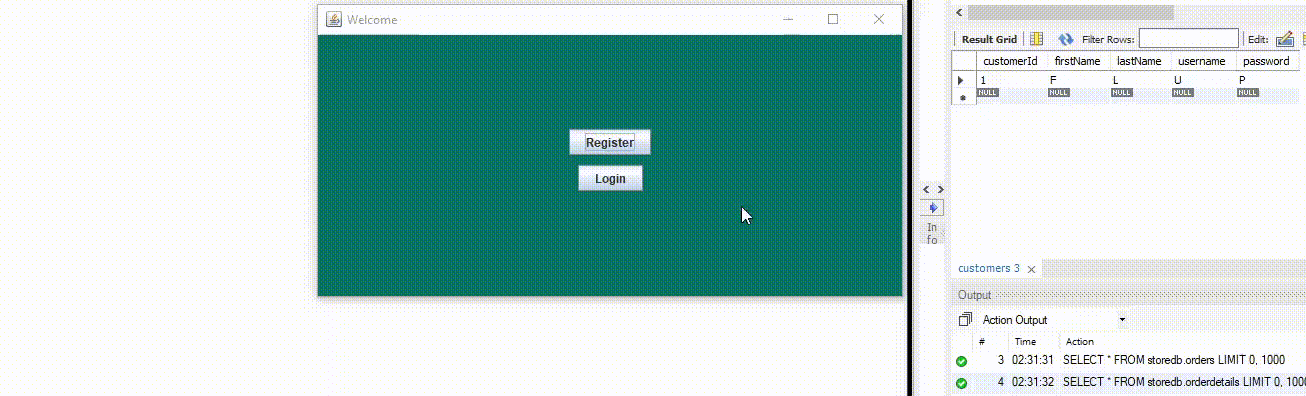 Welcome
Register
Login
Result Grid Filter Rows: Edit:
customerId firstName lastName username password
1 F L U P
NULL NULL NULL NULL NULL
In
fo
customers 3
Output
Action Output
# Time Action
3 02:31:31 SELECT * FROM storedb.orders LIMIT 0, 1000
4 02:31:32 SELECT * FROM storedb.orderdetails LIMIT 0, 1000